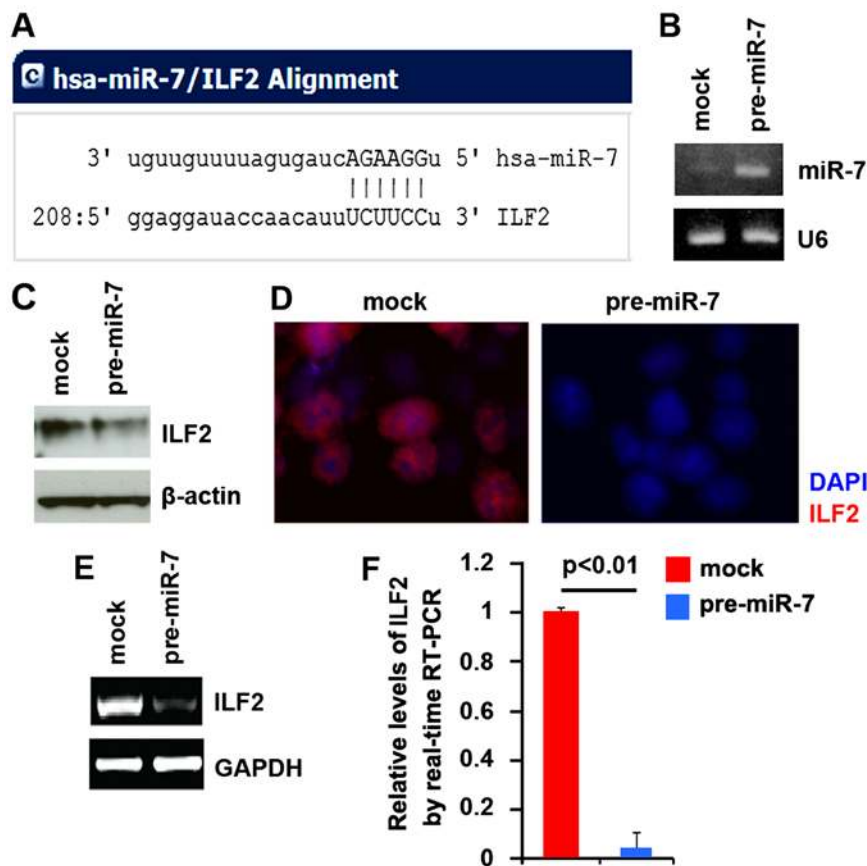 A
hsa-miR-7/ILF2 Alignment
3' uguuguuuuagugaucAGAAGGu 5' hsa-miR-7
||||||
208:5' ggaggauaccaacauuUCUUCCu 3' ILF2
B
mock
pre-miR-7
miR-7
U6
C
mock
pre-miR-7
ILF2
β-actin
D
mock
pre-miR-7
DAPI
ILF2
E
mock
pre-miR-7
ILF2
GAPDH
F
Relative levels of ILF2
by real-time RT-PCR
1.2
1
0.8
0.6
0.4
0.2
0
p<0.01
mock
pre-miR-7